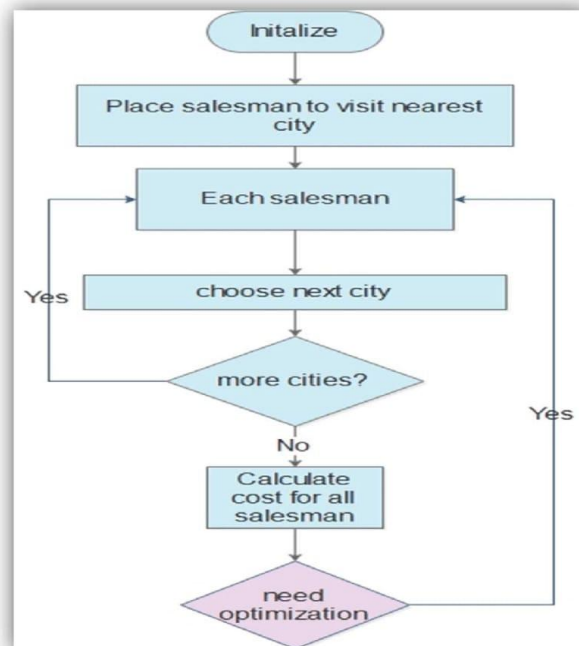 Initalize
Place salesman to visit nearest
city
Each salesman
Yes
choose next city
more cities?
Yes
No
Calculate
cost for all
salesman
need
optimization